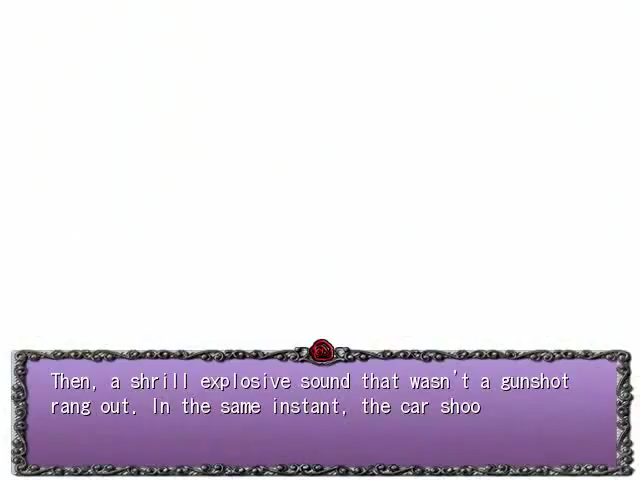 Then, a shrill explosive sound that wasn't a gunshot
rang out. In the same instant, the car shoo